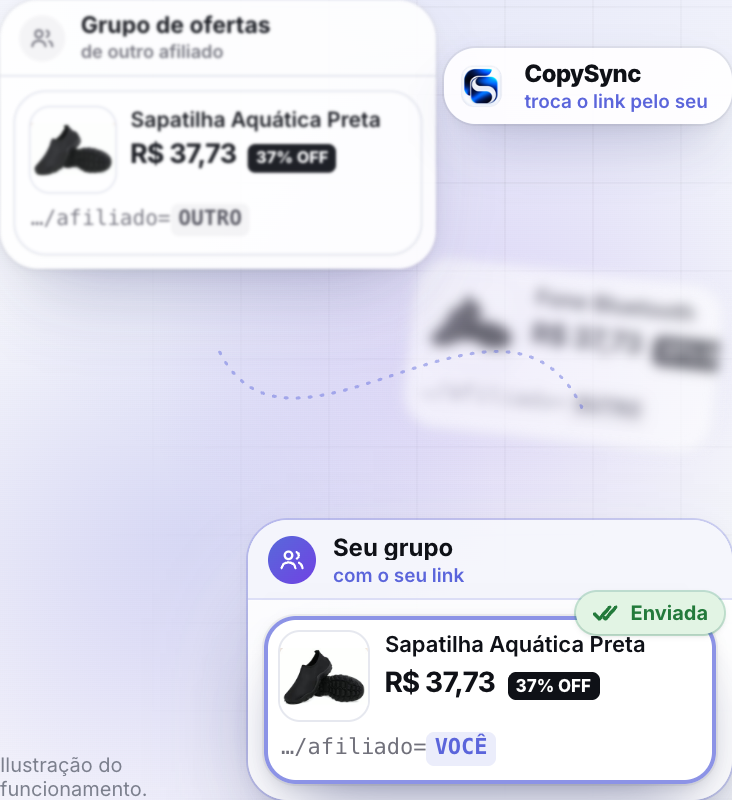 Grupo de ofertas
de outro afiliado
CopySync
troca o link pelo seu
Sapatilha Aquática Preta
R$ 37,73 37% OFF
…/afiliado= OUTRO
R$ 37,73
Seu grupo
com o seu link
Enviada
Sapatilha Aquática Preta
R$ 37,73 37% OFF
…/afiliado= VOCÊ
Ilustração do
funcionamento.